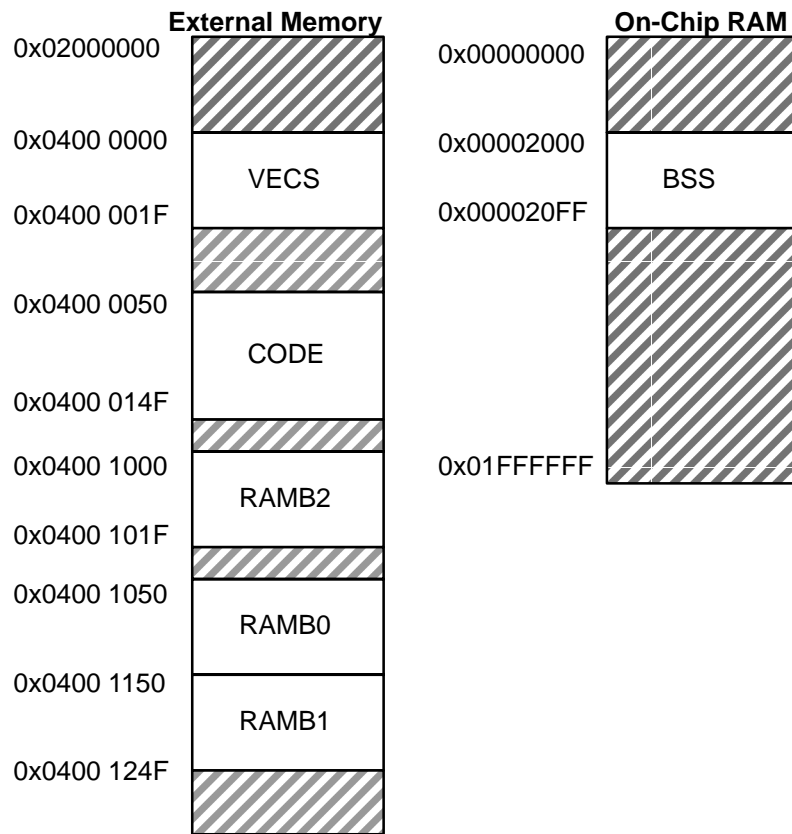 External Memory
0x02000000
0x0400 0000
VECS
0x0400 001F
0x0400 0050
CODE
0x0400 014F
0x0400 1000
RAMB2
0x0400 101F
0x0400 1050
RAMB0
0x0400 1150
RAMB1
0x0400 124F
On-Chip RAM
0x00000000
0x00002000
BSS
0x000020FF
0x01FFFFFF